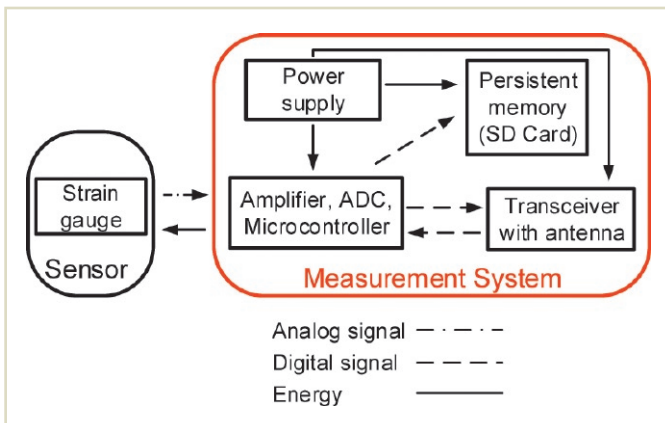 Power
supply
Persistent
memory
(SD Card)
Strain
gauge
Sensor
Amplifier, ADC,
Microcontroller
Transceiver
with antenna
Measurement System
Analog signal
Digital signal
Energy